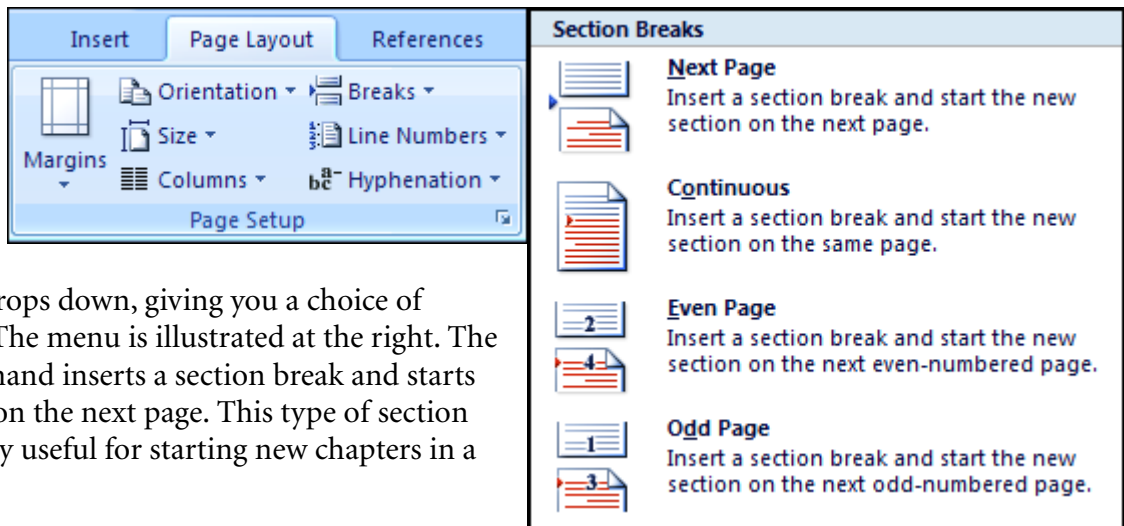 Insert Page Layout References
Orientation Breaks
Size Line Numbers
Margins
Columns Hyphenation
Page Setup
rops down, giving you a choice of
The menu is illustrated at the right. The
nand inserts a section break and starts
on the next page. This type of section
y useful for starting new chapters in a
Section Breaks
Next Page
Insert a section break and start the new
section on the next page.
Continuous
Insert a section break and start the new
section on the same page.
2
4
Even Page
Insert a section break and start the new
section on the next even-numbered page.
1
3
Odd Page
Insert a section break and start the new
section on the next odd-numbered page.